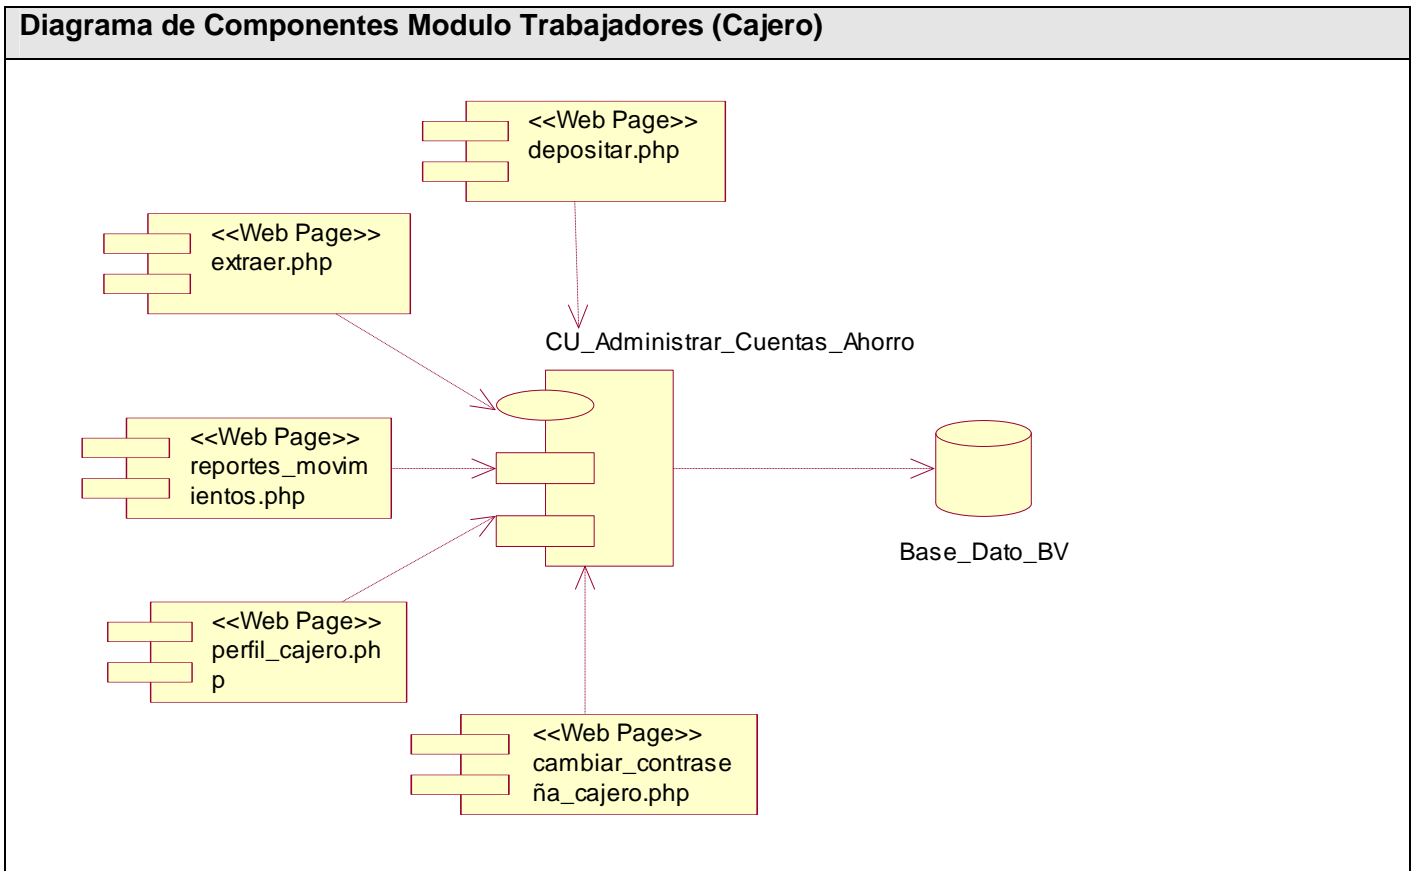 Diagrama de Componentes Modulo Trabajadores (Cajero)
<<Web Page>>
depositar.php
<<Web Page>>
extraer.php
CU_Administrar_Cuentas_Ahorro
<<Web Page>>
reportes_movim
ientos.php
Base_Dato_BV
<<Web Page>>
perfil_cajero.ph
p
<<Web Page>>
cambiar_contrase
ña_cajero.php